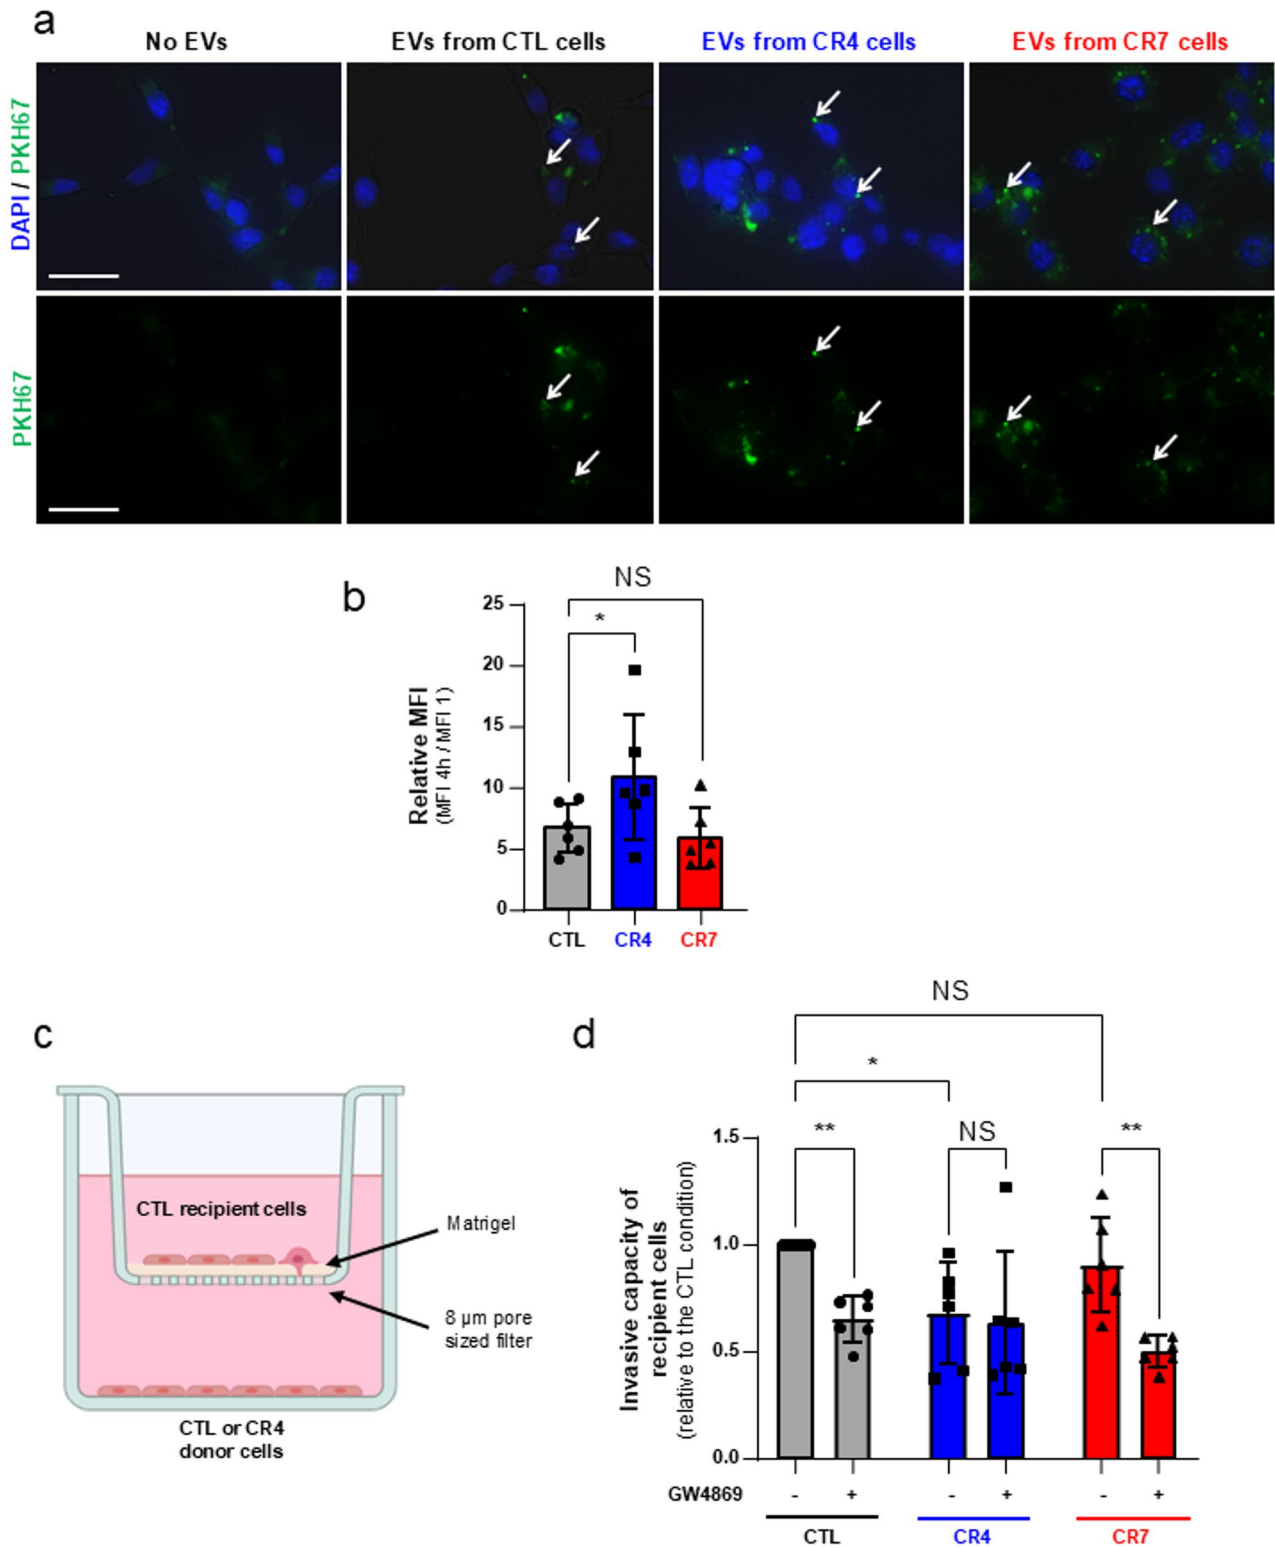 a
No EVs
EVs from CTL cells
EVs from CR4 cells
EVs from CR7 cells
DAPI / PKH67
PKH67
b
NS
*
25
20
15
10
5
0
Relative MFI
(MFI 4h / MFI 1)
CTL
CR4
CR7
c
CTL recipient cells
Matrigel
8 µm pore
sized filter
CTL or CR4
donor cells
d
NS
*
**
NS
**
1.5
1.0
0.5
0.0
Invasive capacity of
recipient cells
(relative to the CTL condition)
GW4869
- + - + - +
CTL
CR4
CR7